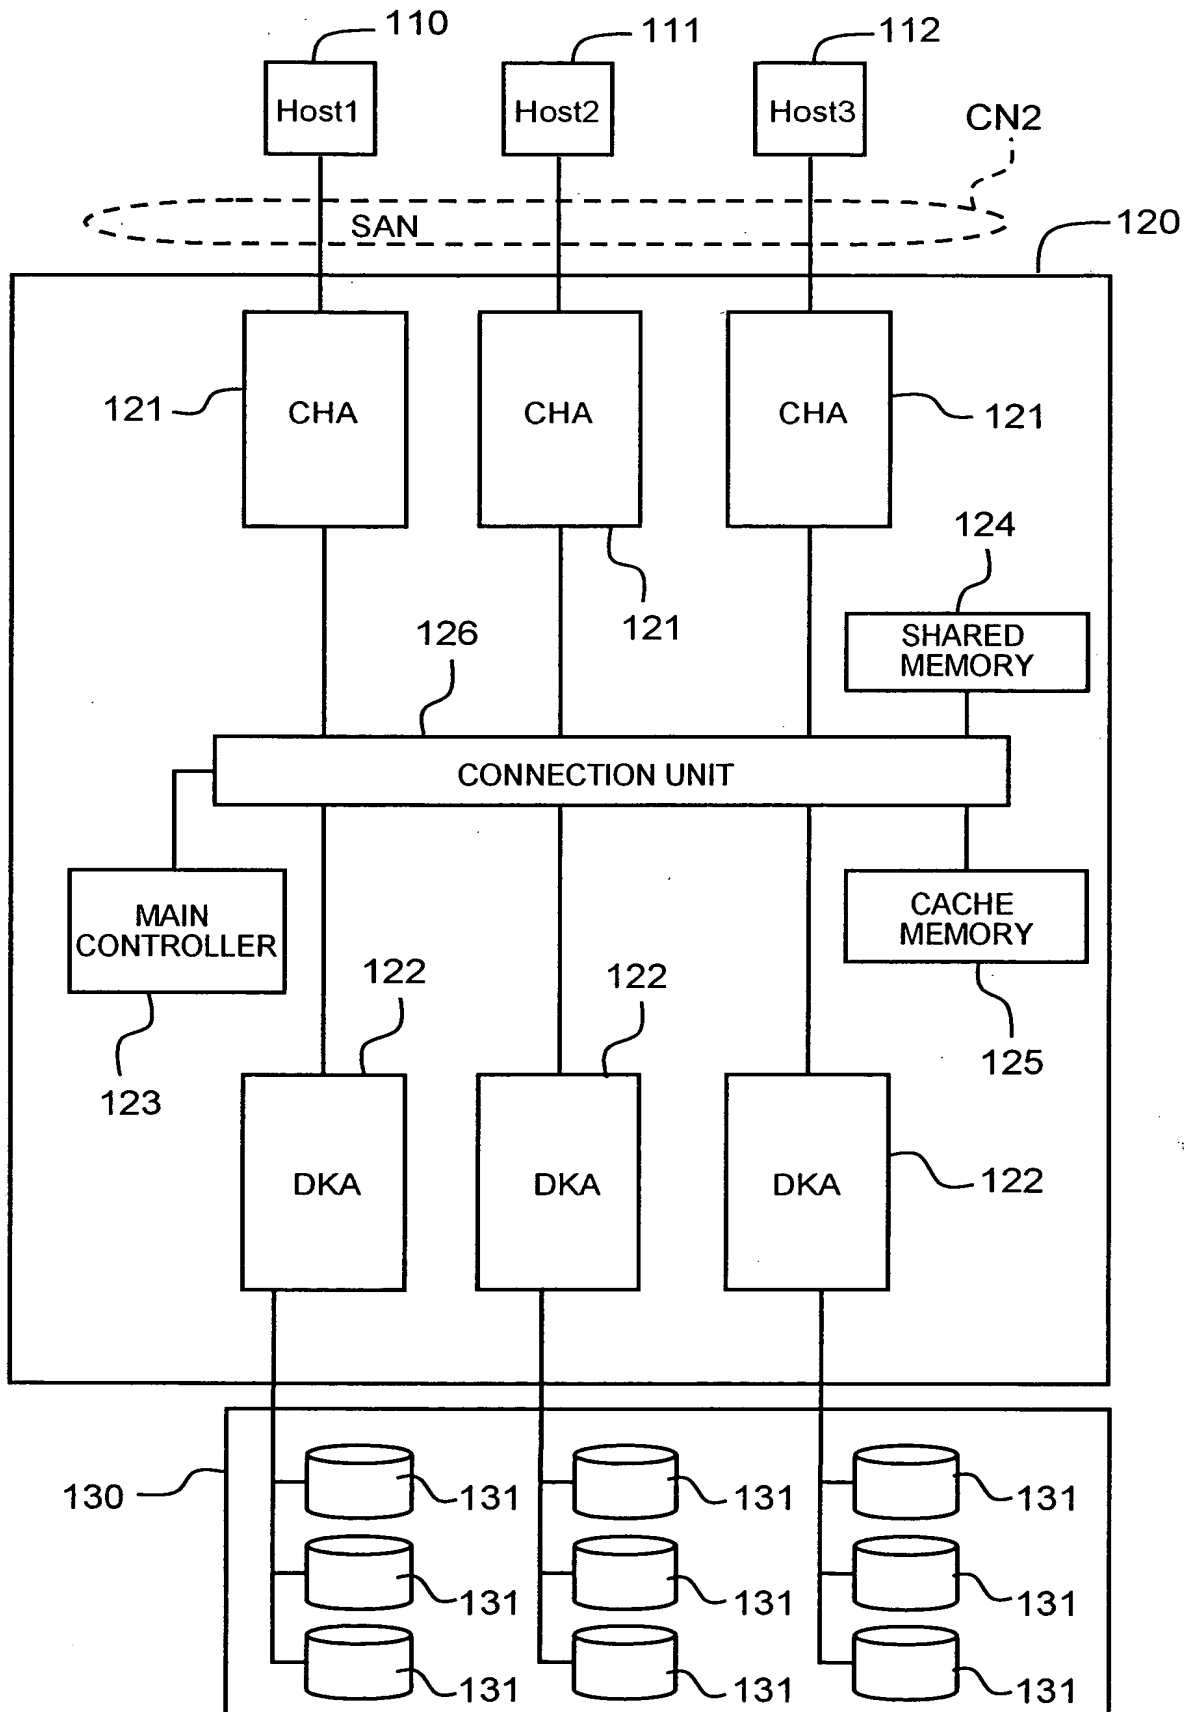 110
111
112
Host1
Host2
Host3
CN2
SAN
120
CHA
CHA
CHA
121
121
121
124
SHARED
MEMORY
126
CONNECTION UNIT
MAIN
CONTROLLER
CACHE
MEMORY
123
122
122
125
DKA
DKA
DKA
122
130
131
131
131
131
131
131
131
131
131